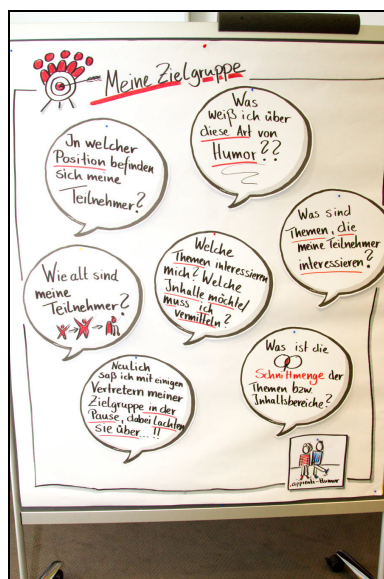 Meine Zielgruppe
Was
weiß ich über
diese Art von
Humor??
In welcher
Position befinden
sich meine
Teilnehmer?
Was sind
Themen, die
meine Teilnehmer
interessieren?
Welche
Themen interessieren
mich? Welche
Inhalte möchte/
muss ich
vermitteln?
Wie alt sind
meine
Teilnehmer?
Was ist die
Schnittmenge der
Themen bzw.
Inhaltsbereiche?
Neulich
saß ich mit einigen
Vertretern meiner
Zielgruppe in der
Pause, dabei lachten
sie über...!!
-Humor